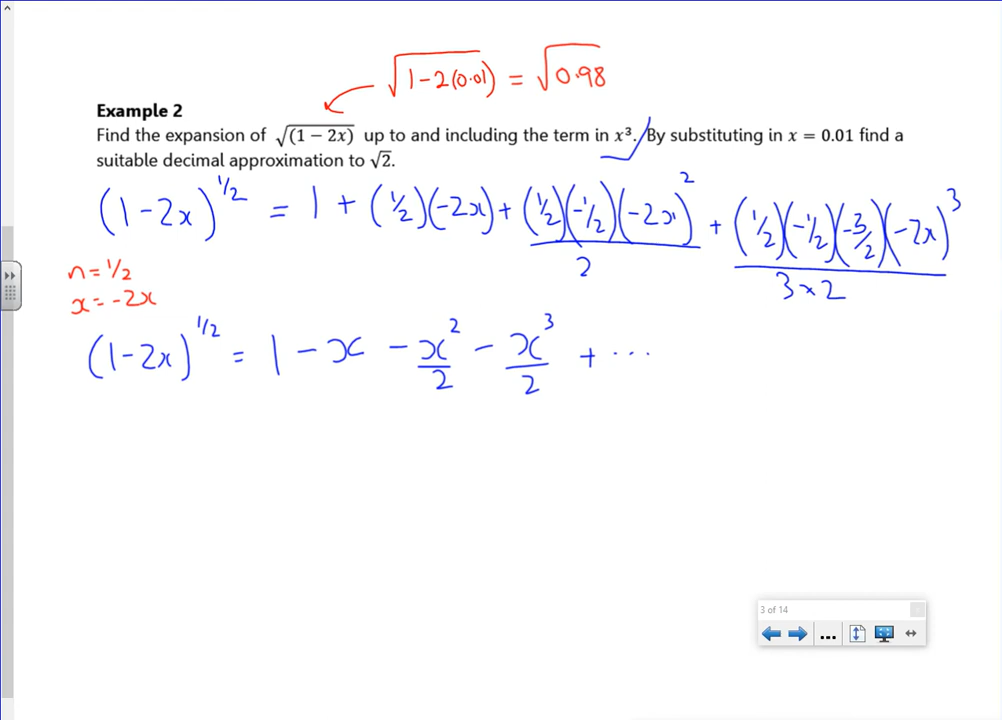 √(1-2(0.01)) = √0.98
Example 2
Find the expansion of √(1 − 2x) up to and including the term in x³. By substituting in x = 0.01 find a
suitable decimal approximation to √2.
(1-2x)^½ = 1 + (½)(-2x) + (½)(-½)(-2x)²/2 + (½)(-½)(-3/2)(-2x)³/3×2
n = ½
x = -2x
(1-2x)^½ = 1 - x - x²/2 - x³/2 + ...
3 of 14